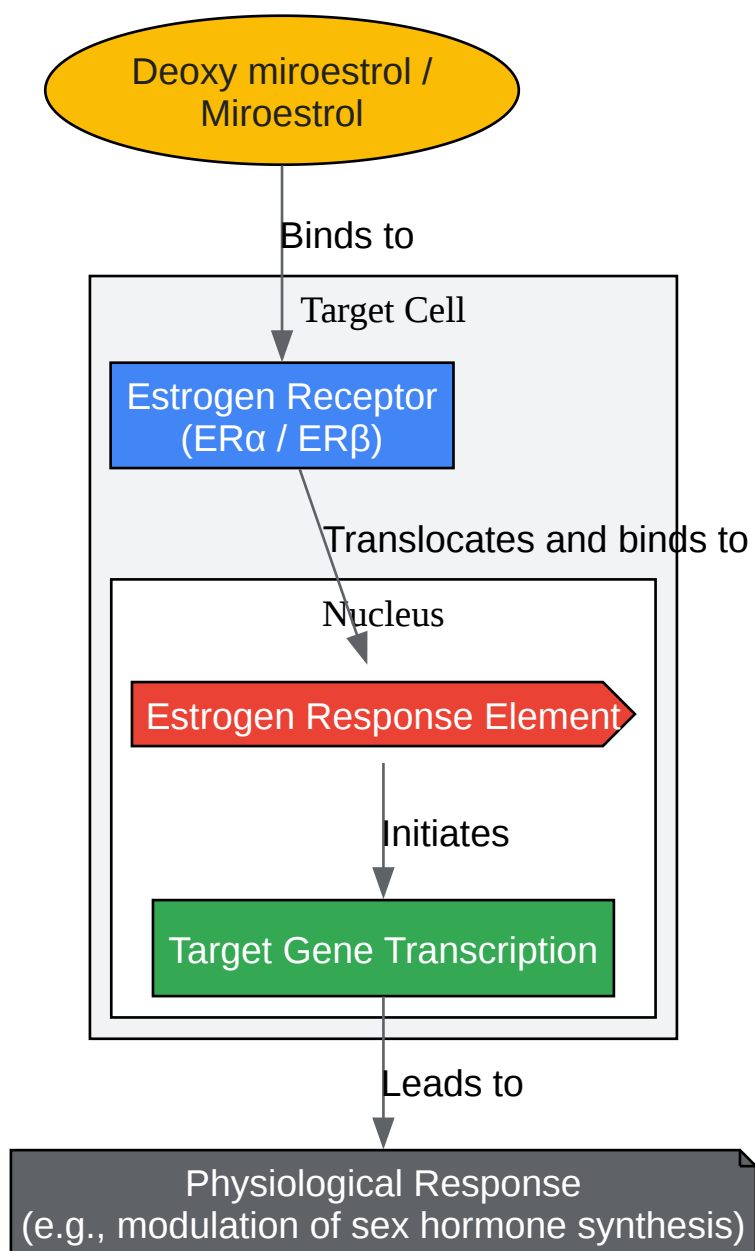 Deoxy miroestrol /
Miroestrol
Binds to
Target Cell
Estrogen Receptor
(ERα / ERβ)
Translocates and binds to
Nucleus
Estrogen Response Element
Initiates
Target Gene Transcription
Leads to
Physiological Response
(e.g., modulation of sex hormone synthesis)